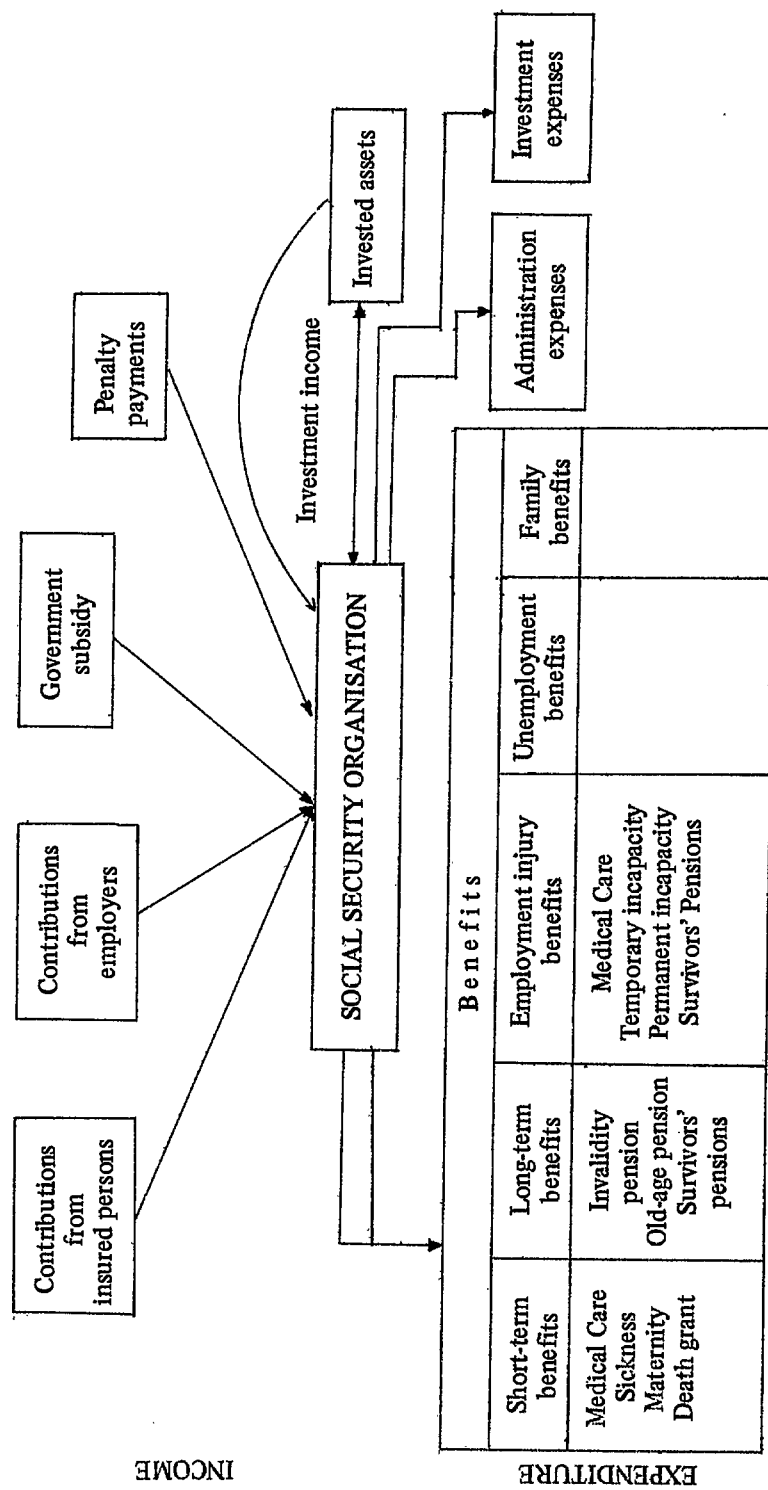 INCOME
Contributions
from
insured persons
Contributions
from
employers
Government
subsidy
Penalty
payments
SOCIAL SECURITY ORGANISATION
Investment income
Invested assets
EXPENDITURE
Benefits
Short-term
benefits
Long-term
benefits
Employment injury
benefits
Unemployment
benefits
Family
benefits
Medical Care
Sickness
Maternity
Death grant
Invalidity
pension
Old-age pension
Survivors'
pensions
Medical Care
Temporary incapacity
Permanent incapacity
Survivors' Pensions
Administration
expenses
Investment
expenses